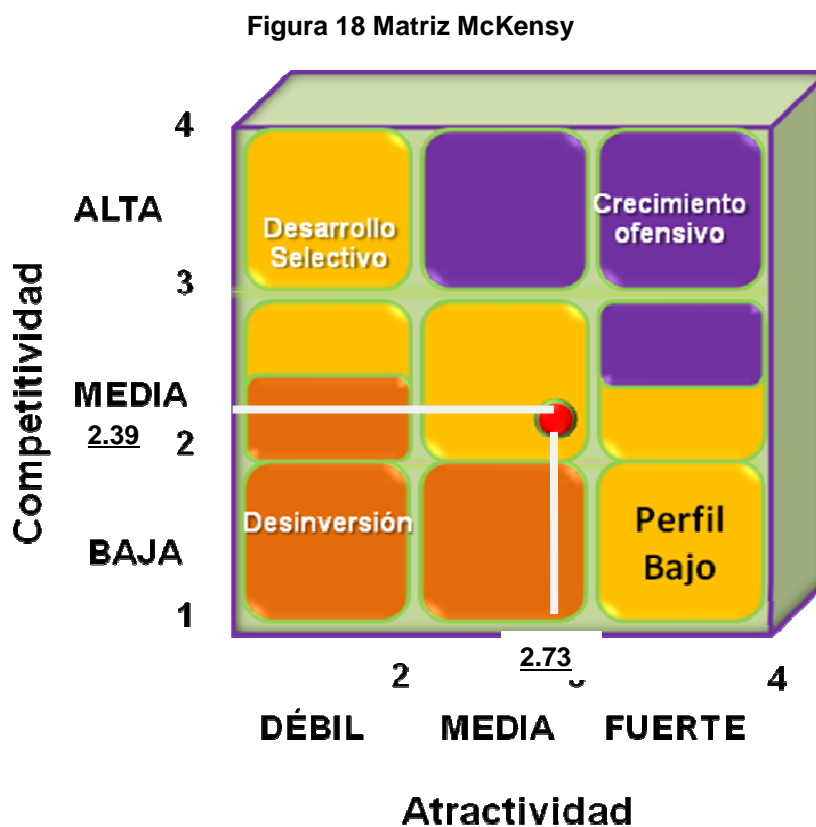 Figura 18 Matriz McKensy
4
ALTA
Desarrollo
Selectivo
Crecimiento
ofensivo
3
Competitividad
MEDIA
2.39
2
Desinversión
BAJA
Perfil
Bajo
1
2.73
2
4
DÉBIL
MEDIA
FUERTE
Atractividad